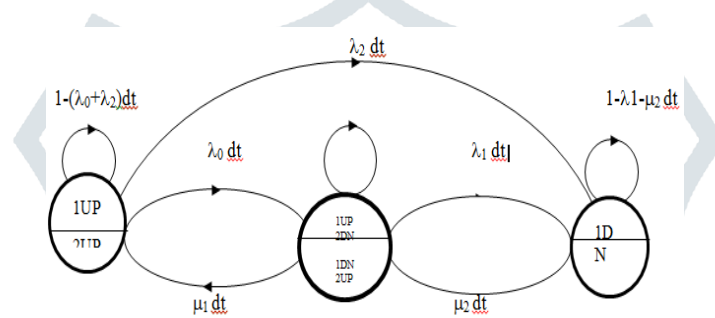 λ₂ dt
1-(λ₀+λ₂)dt
1-λ1-μ₂ dt
λ₀ dt
λ₁ dt
1UP
2UP
1UP
2DN
1DN
2UP
1D
N
μ₁ dt
μ₂ dt